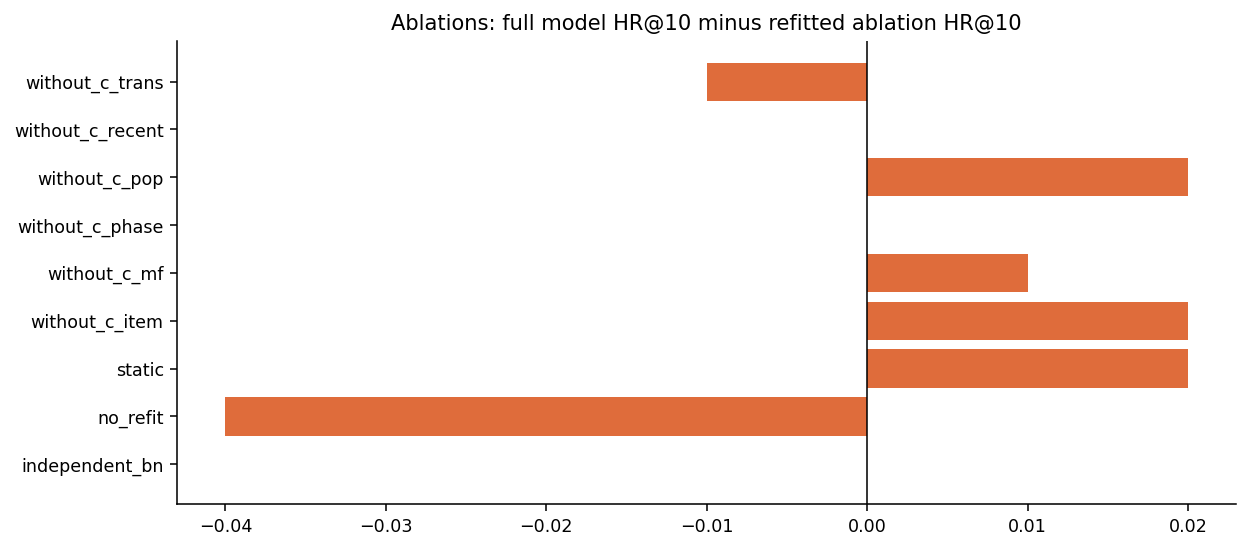 Ablations: full model HR@10 minus refitted ablation HR@10
without_c_trans
without_c_recent
without_c_pop
without_c_phase
without_c_mf
without_c_item
static
no_refit
independent_bn
−0.04 −0.03 −0.02 −0.01 0.00 0.01 0.02